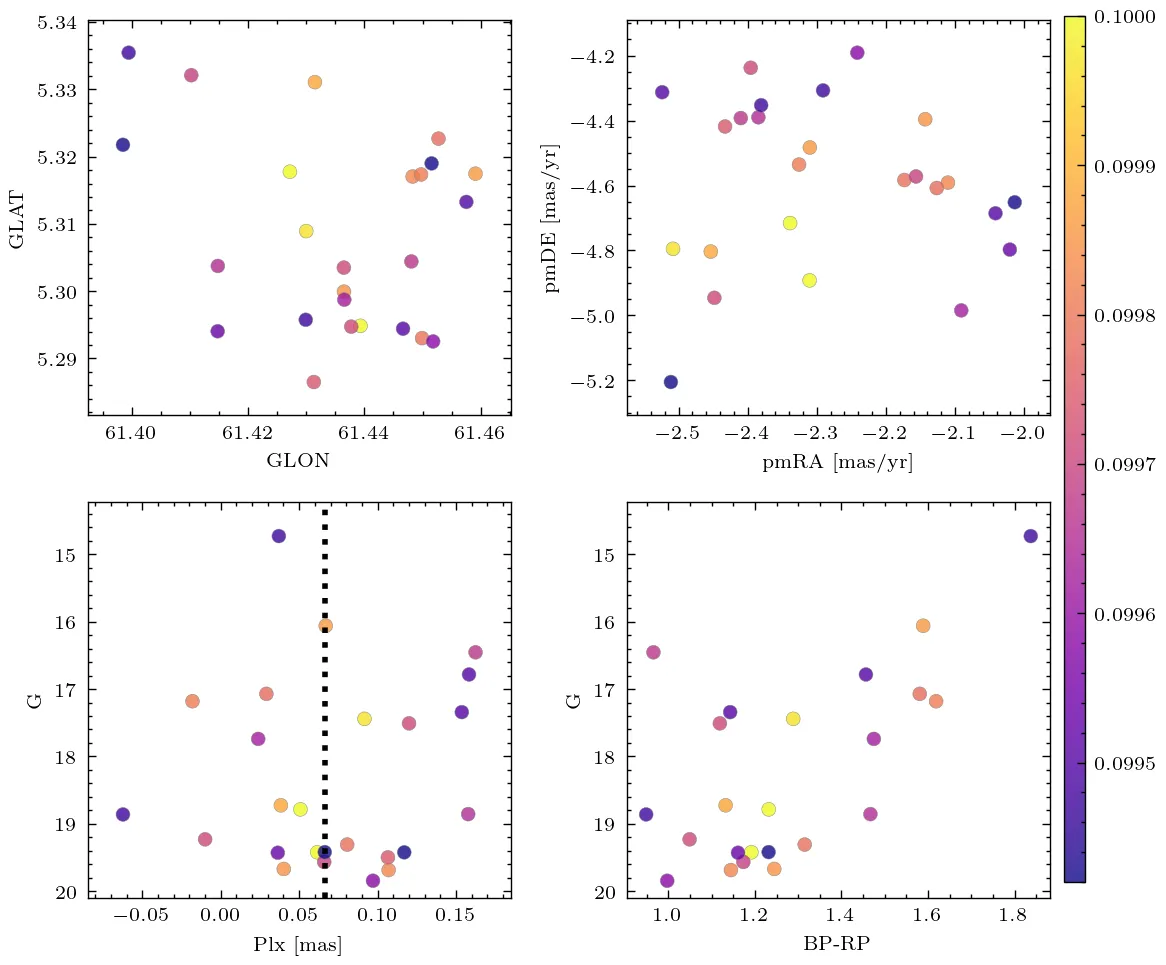 5.34
5.33
5.32
5.31
5.30
5.29
GLAT
61.40 61.42 61.44 61.46
GLON
−4.2
−4.4
−4.6
−4.8
−5.0
−5.2
pmDE [mas/yr]
−2.5 −2.4 −2.3 −2.2 −2.1 −2.0
pmRA [mas/yr]
15
16
17
18
19
20
G
−0.05 0.00 0.05 0.10 0.15
Plx [mas]
15
16
17
18
19
20
G
1.0 1.2 1.4 1.6 1.8
BP-RP
0.1000
0.0999
0.0998
0.0997
0.0996
0.0995